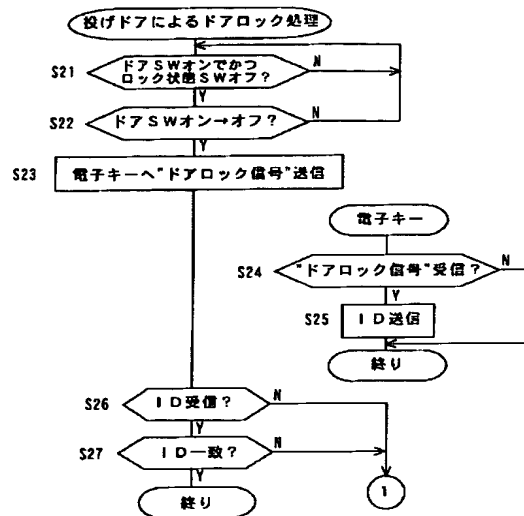 投げドアによるドアロック処理
S21
ドアSWオンでかつ
ロック状態SWオフ?
N
Y
S22
ドアSWオン→オフ?
N
Y
S23
電子キーへ"ドアロック信号"送信
電子キー
S24
"ドアロック信号"受信?
N
Y
S25
ID送信
終り
S26
ID受信?
N
Y
S27
ID一致?
N
Y
終り
1